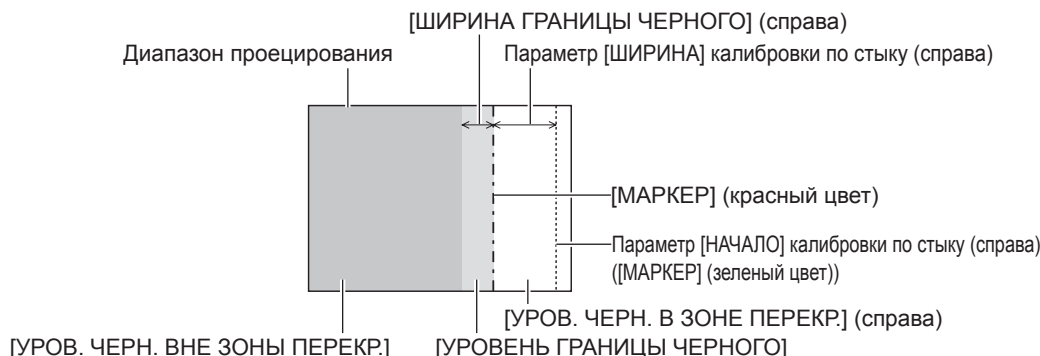 [ШИРИНА ГРАНИЦЫ ЧЕРНОГО] (справа)
Диапазон проецирования
Параметр [ШИРИНА] калибровки по стыку (справа)
[МАРКЕР] (красный цвет)
Параметр [НАЧАЛО] калибровки по стыку (справа)
([МАРКЕР] (зеленый цвет))
[УРОВ. ЧЕРН. В ЗОНЕ ПЕРЕКР.] (справа)
[УРОВ. ЧЕРН. ВНЕ ЗОНЫ ПЕРЕКР.]
[УРОВЕНЬ ГРАНИЦЫ ЧЕРНОГО]